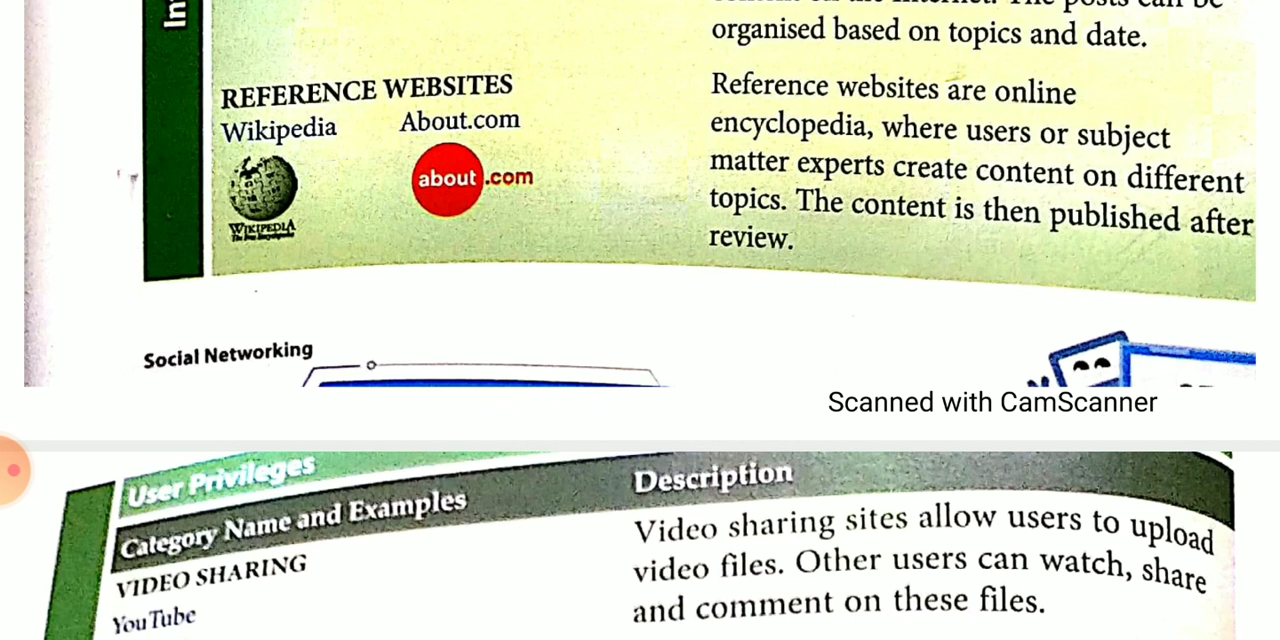 In
organised based on topics and date.
REFERENCE WEBSITES
Wikipedia About.com
about.com
WIKIPEDIA
Reference websites are online
encyclopedia, where users or subject
matter experts create content on different
topics. The content is then published after
review.
Social Networking
Scanned with CamScanner
User Privileges
Category Name and Examples
Description
VIDEO SHARING
YouTube
Video sharing sites allow users to upload
video files. Other users can watch, share
and comment on these files.